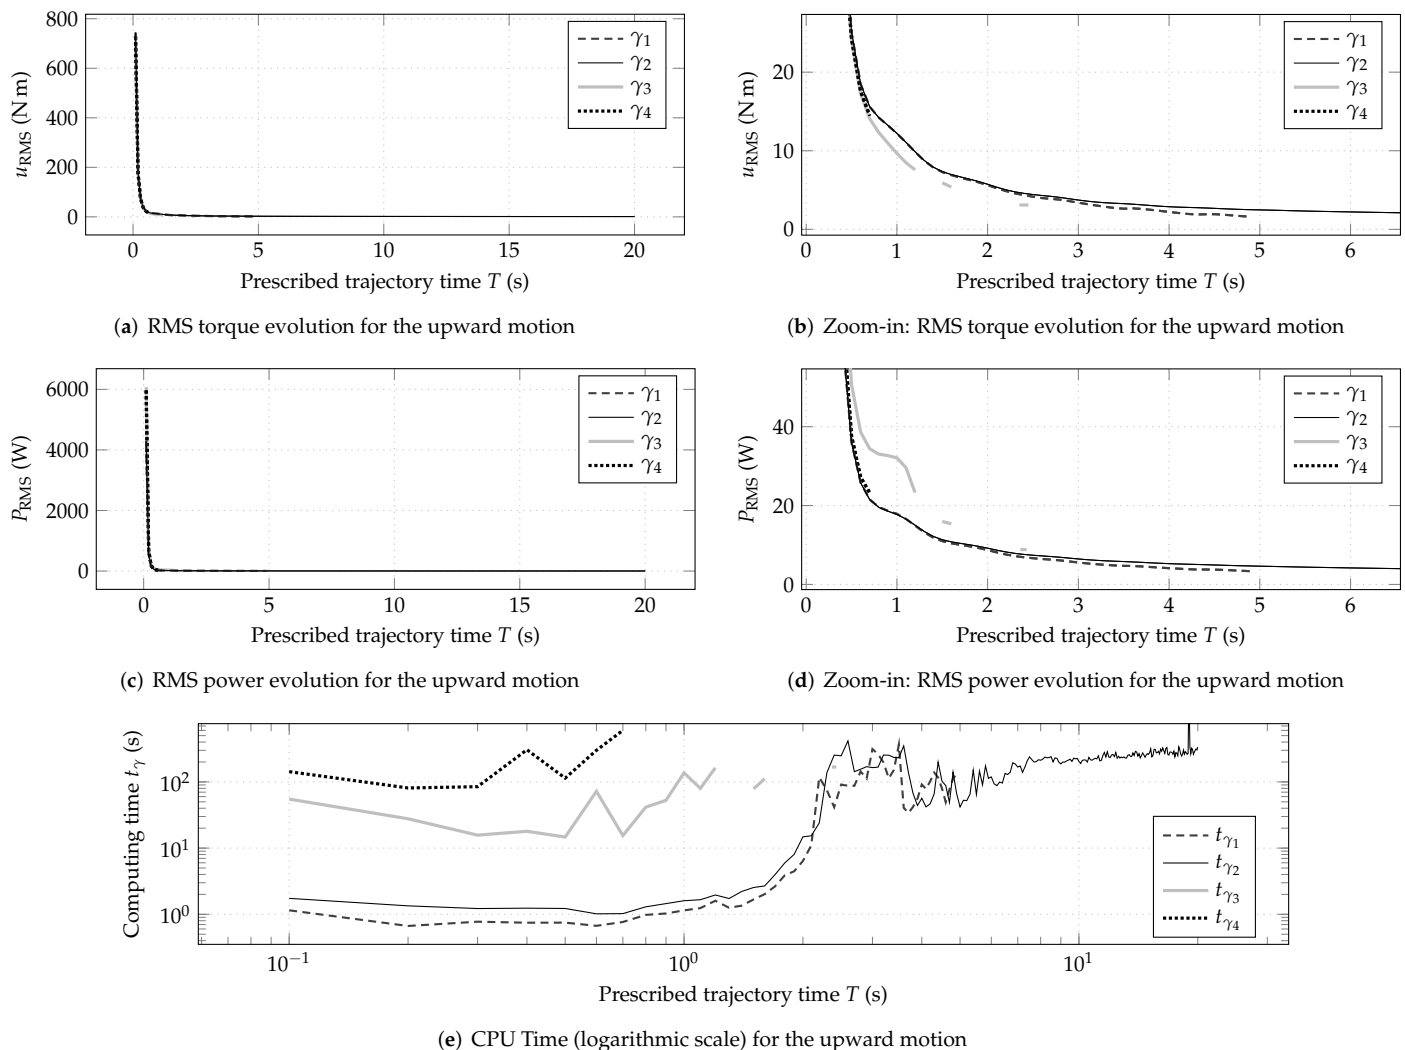 800
600
400
200
0
u_RMS (N m)
0 5 10 15 20
Prescribed trajectory time T (s)
γ1
γ2
γ3
γ4
(a) RMS torque evolution for the upward motion
20
10
0
u_RMS (N m)
0 1 2 3 4 5 6
Prescribed trajectory time T (s)
γ1
γ2
γ3
γ4
(b) Zoom-in: RMS torque evolution for the upward motion
6000
4000
2000
0
P_RMS (W)
0 5 10 15 20
Prescribed trajectory time T (s)
γ1
γ2
γ3
γ4
(c) RMS power evolution for the upward motion
40
20
0
P_RMS (W)
0 1 2 3 4 5 6
Prescribed trajectory time T (s)
γ1
γ2
γ3
γ4
(d) Zoom-in: RMS power evolution for the upward motion
10^2
10^1
10^0
Computing time t_γ (s)
10^−1 10^0 10^1
Prescribed trajectory time T (s)
t_γ1
t_γ2
t_γ3
t_γ4
(e) CPU Time (logarithmic scale) for the upward motion